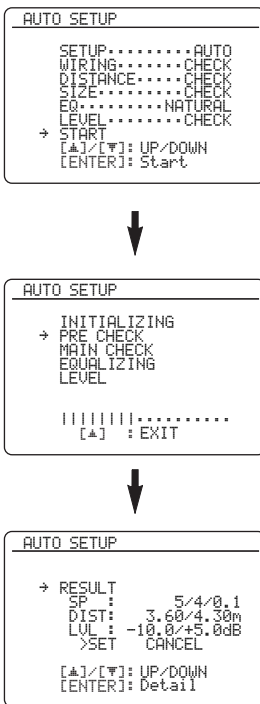 AUTO SETUP
SETUP·········AUTO
WIRING········CHECK
DISTANCE·····CHECK
SIZE··········CHECK
EQ·········NATURAL
LEVEL········CHECK
→ START
[▲]/[▼]: UP/DOWN
[ENTER]: Start
AUTO SETUP
INITIALIZING
→ PRE CHECK
MAIN CHECK
EQUALIZING
LEVEL
||||||||··········
[▲] : EXIT
AUTO SETUP
→ RESULT
SP : 5/4/0.1
DIST: 3.60/4.30m
LVL : -10.0/+5.0dB
>SET CANCEL
[▲]/[▼]: UP/DOWN
[ENTER]: Detail